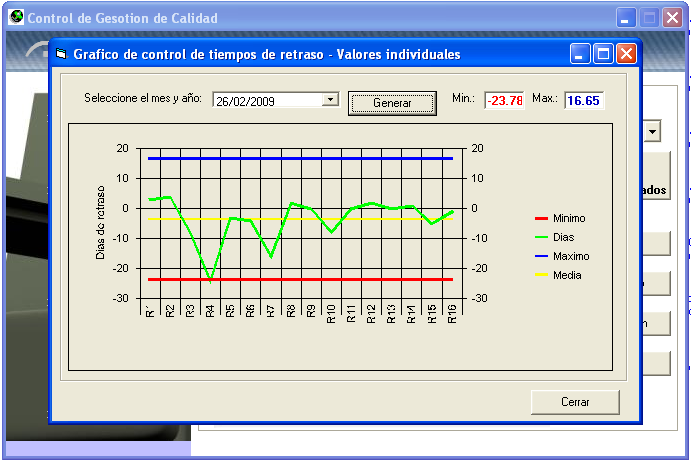 Control de Gesotion de Calidad
Grafico de control de tiempos de retraso - Valores individuales
Seleccione el mes y año: 26/02/2009 Generar Min.: -23.78 Max.: 16.65
20 20
10 10
0 0
-10 -10
-20 -20
-30 -30
Dias de retraso
R1 R2 R3 R4 R5 R6 R7 R8 R9 R10 R11 R12 R13 R14 R15 R16
Minimo
Dias
Maximo
Media
ados
Cerrar